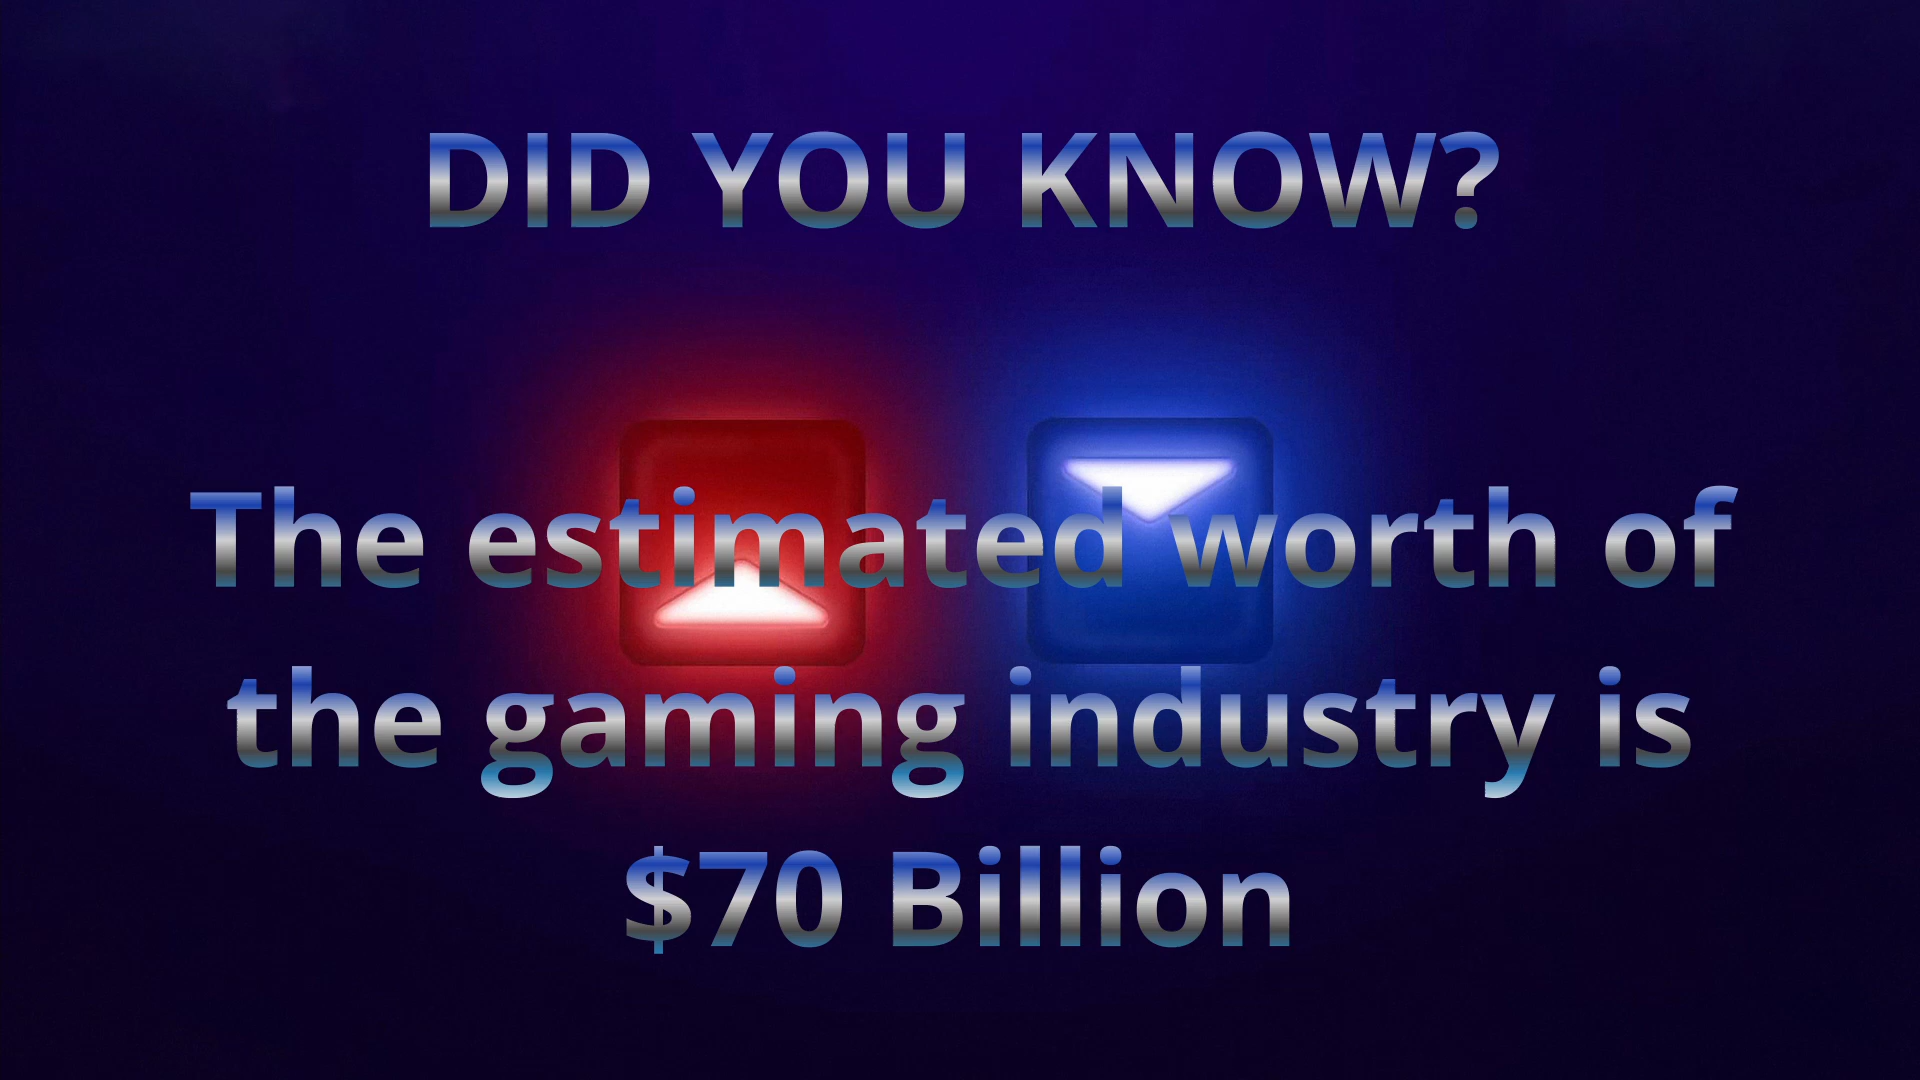 DID YOU KNOW?
The estimated worth of
the gaming industry is
$70 Billion